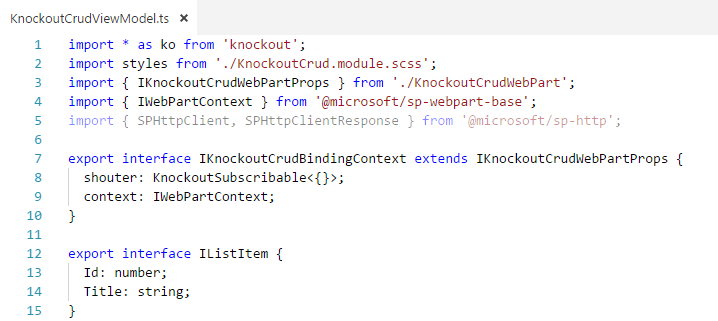 KnockoutCrudViewModel.ts ×
1 import * as ko from 'knockout';
2 import styles from './KnockoutCrud.module.scss';
3 import { IKnockoutCrudWebPartProps } from './KnockoutCrudWebPart';
4 import { IWebPartContext } from '@microsoft/sp-webpart-base';
5 import { SPHttpClient, SPHttpClientResponse } from '@microsoft/sp-http';
6
7 export interface IKnockoutCrudBindingContext extends IKnockoutCrudWebPartProps {
8   shouter: KnockoutSubscribable<{}>;
9   context: IWebPartContext;
10 }
11
12 export interface IListItem {
13   Id: number;
14   Title: string;
15 }